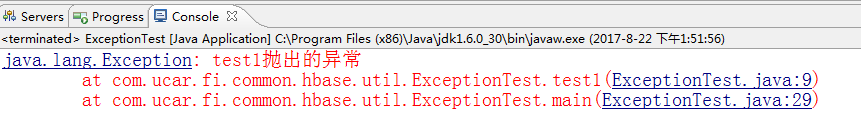 Servers Progress Console
<terminated> ExceptionTest [Java Application] C:\Program Files (x86)\Java\jdk1.6.0_30\bin\javaw.exe (2017-8-22 下午1:51:56)
java.lang.Exception: test1抛出的异常
at com.ucar.fi.common.hbase.util.ExceptionTest.test1(ExceptionTest.java:9)
at com.ucar.fi.common.hbase.util.ExceptionTest.main(ExceptionTest.java:29)